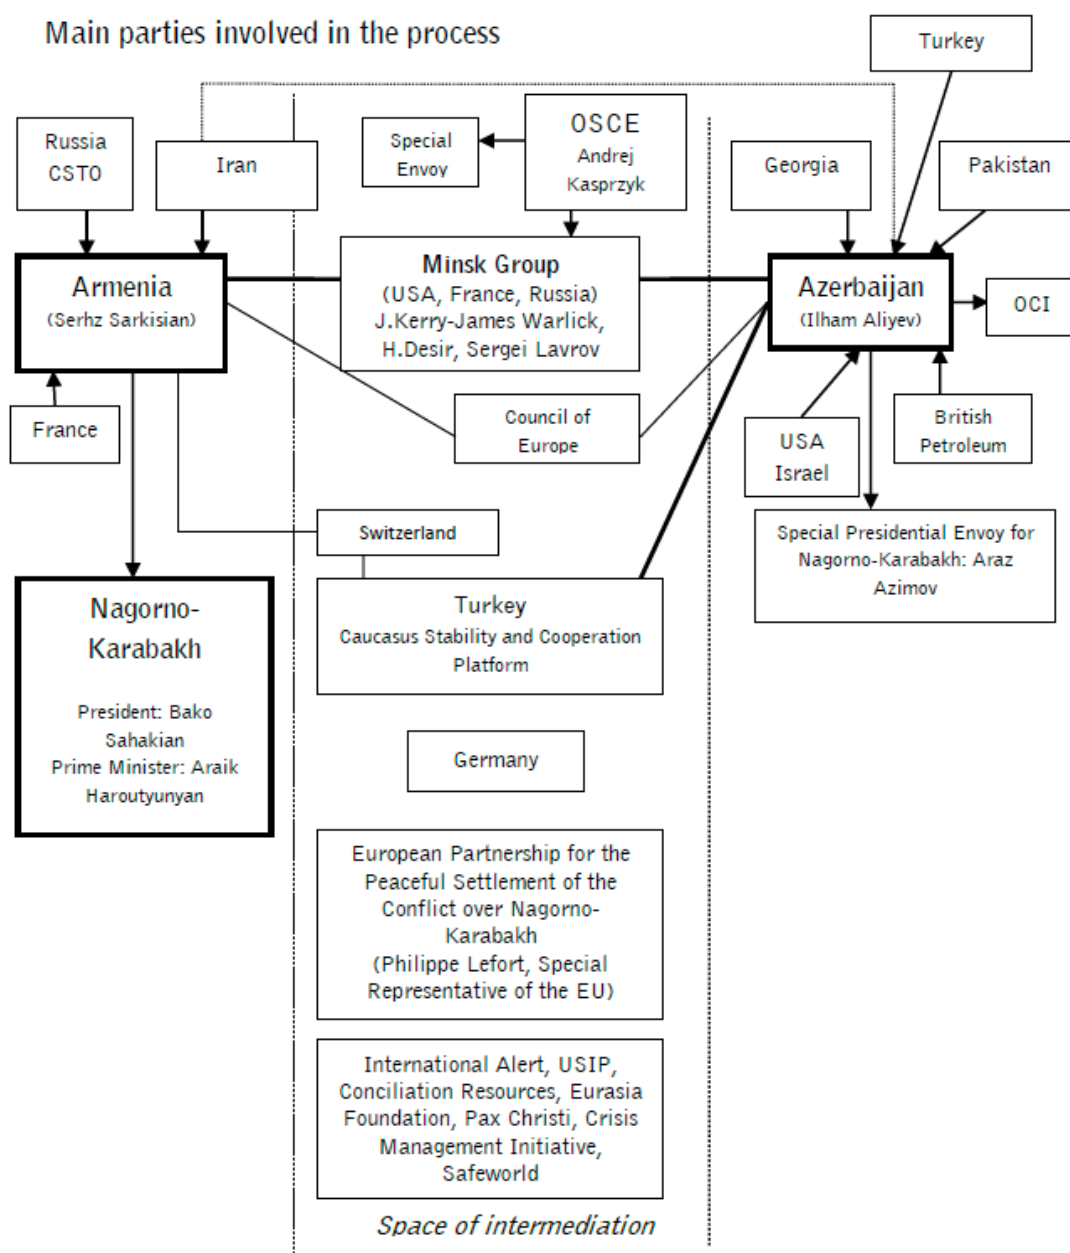 Main parties involved in the process
Turkey
Russia
CSTO
Iran
Special
Envoy
OSCE
Andrej
Kasprzyk
Georgia
Pakistan
Armenia
(Serhz Sarkisian)
Minsk Group
(USA, France, Russia)
J.Kerry-James Warlick,
H.Desir, Sergei Lavrov
Azerbaijan
(Ilham Aliyev)
OCI
France
Council of
Europe
USA
Israel
British
Petroleum
Switzerland
Special Presidential Envoy for
Nagorno-Karabakh: Araz
Azimov
Nagorno-
Karabakh
President: Bako
Sahakian
Prime Minister: Araik
Haroutyunyan
Turkey
Caucasus Stability and Cooperation
Platform
Germany
European Partnership for the
Peaceful Settlement of the
Conflict over Nagorno-
Karabakh
(Philippe Lefort, Special
Representative of the EU)
International Alert, USIP,
Conciliation Resources, Eurasia
Foundation, Pax Christi, Crisis
Management Initiative,
Safeworld
Space of intermediation